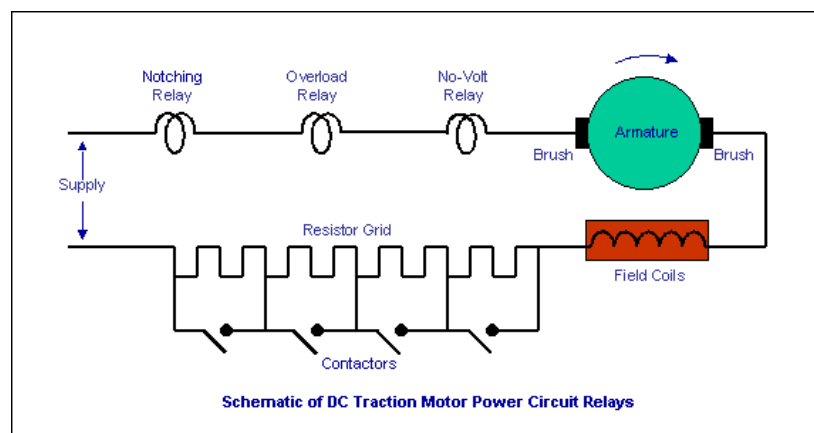 Notching
Relay
Overload
Relay
No-Volt
Relay
Armature
Brush
Brush
Supply
Resistor Grid
Field Coils
Contactors
Schematic of DC Traction Motor Power Circuit Relays